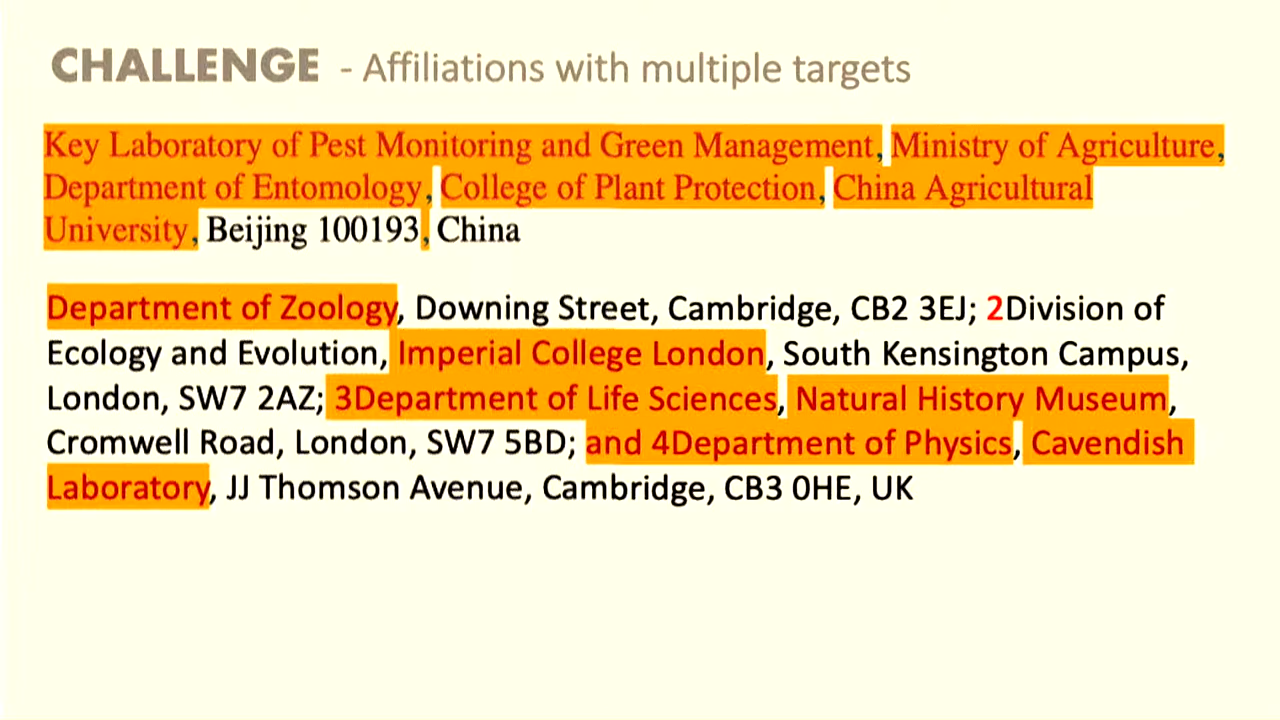 CHALLENGE - Affiliations with multiple targets
Key Laboratory of Pest Monitoring and Green Management, Ministry of Agriculture,
Department of Entomology, College of Plant Protection, China Agricultural
University, Beijing 100193, China
Department of Zoology, Downing Street, Cambridge, CB2 3EJ; 2Division of
Ecology and Evolution, Imperial College London, South Kensington Campus,
London, SW7 2AZ; 3Department of Life Sciences, Natural History Museum,
Cromwell Road, London, SW7 5BD; and 4Department of Physics, Cavendish
Laboratory, JJ Thomson Avenue, Cambridge, CB3 0HE, UK